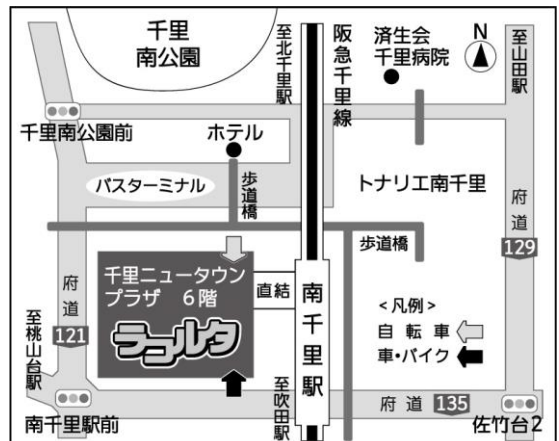 千里
南公園
至北千里駅
阪急千里線
済生会
千里病院
N
至山田駅
千里南公園前
ホテル
バスターミナル
歩道橋
トナリエ南千里
府道
129
歩道橋
千里ニュータウン
プラザ 6階
ラコルタ
直結
南千里駅
<凡例>
自転車
車・バイク
府道
121
至桃山台駅
南千里駅前
至吹田駅
府道 135
佐竹台2